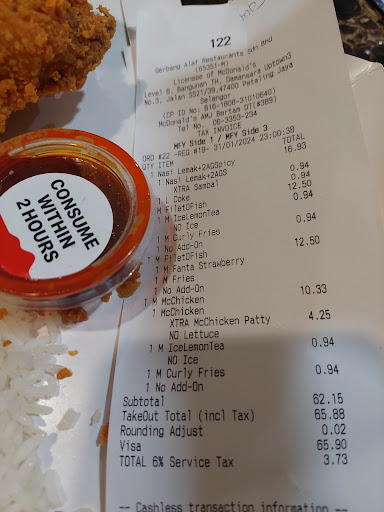 122
Gerbang Alaf Restaurants Sdn Bhd
(65351-M)
Licensee of McDonald's
Level 6, Bangunan TH, Damansara Uptown3
No.3, Jalan SS21/39,47400 Petaling Jaya
Selangor
(CP ID No: B16-1808-31010640)
McDonald's AMJ Bertam DT(#389)
Tel No. 06-3353-234
TAX INVOICE
MFY Side 1 / MFY Side 3
ORD #22 -REG #19- 31/01/2024 23:00:38
QTY ITEM TOTAL
1 Nasi Lemak+2AGSpicy 16.93
1 Nasi Lemak+2AGS
XTRA Sambal 0.94
1 L Coke 0.94
1 M FiletOFish 12.50
1 M IceLemonTea 0.94
NO Ice
1 M Curly Fries 0.94
1 No Add-On
1 M FiletOFish 12.50
1 M Fanta Strawberry
1 M Fries
1 No Add-On
1 M McChicken 10.33
1 McChicken
XTRA McChicken Patty 4.25
NO Lettuce
1 M IceLemonTea 0.94
NO Ice
1 M Curly Fries 0.94
1 No Add-On
Subtotal 62.15
TakeOut Total (incl Tax) 65.88
Rounding Adjust 0.02
Visa 65.90
TOTAL 6% Service Tax 3.73
-- Cashless transaction information --
CONSUME
WITHIN
2 HOURS